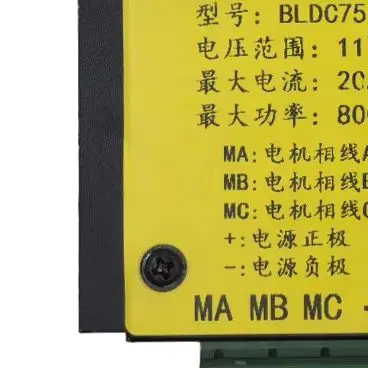 型号: BLDC75
电压范围: 11
最大电流: 20
最大功率: 80
MA:电机相线A
MB:电机相线B
MC:电机相线C
+:电源正极
-:电源负极
MA MB MC -